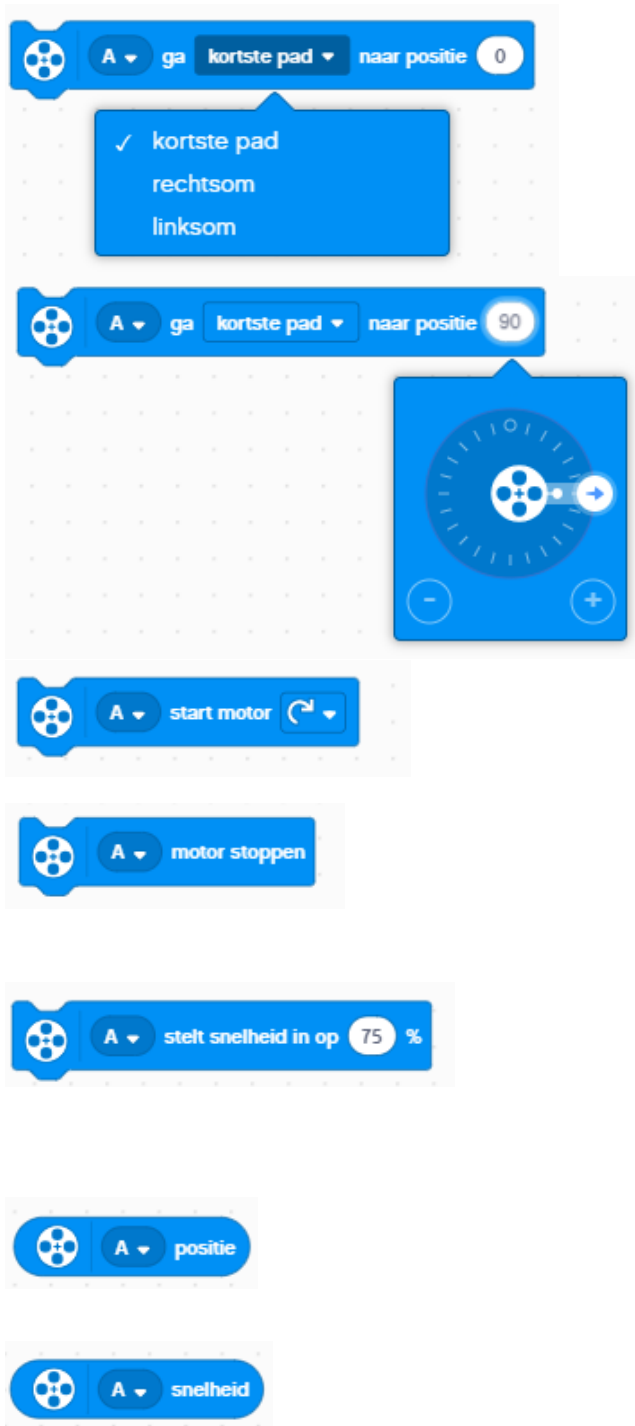 A ga kortste pad naar positie 0
✓ kortste pad
rechtsom
linksom
A ga kortste pad naar positie 90
- +
A start motor
A motor stoppen
A stelt snelheid in op 75 %
A positie
A snelheid